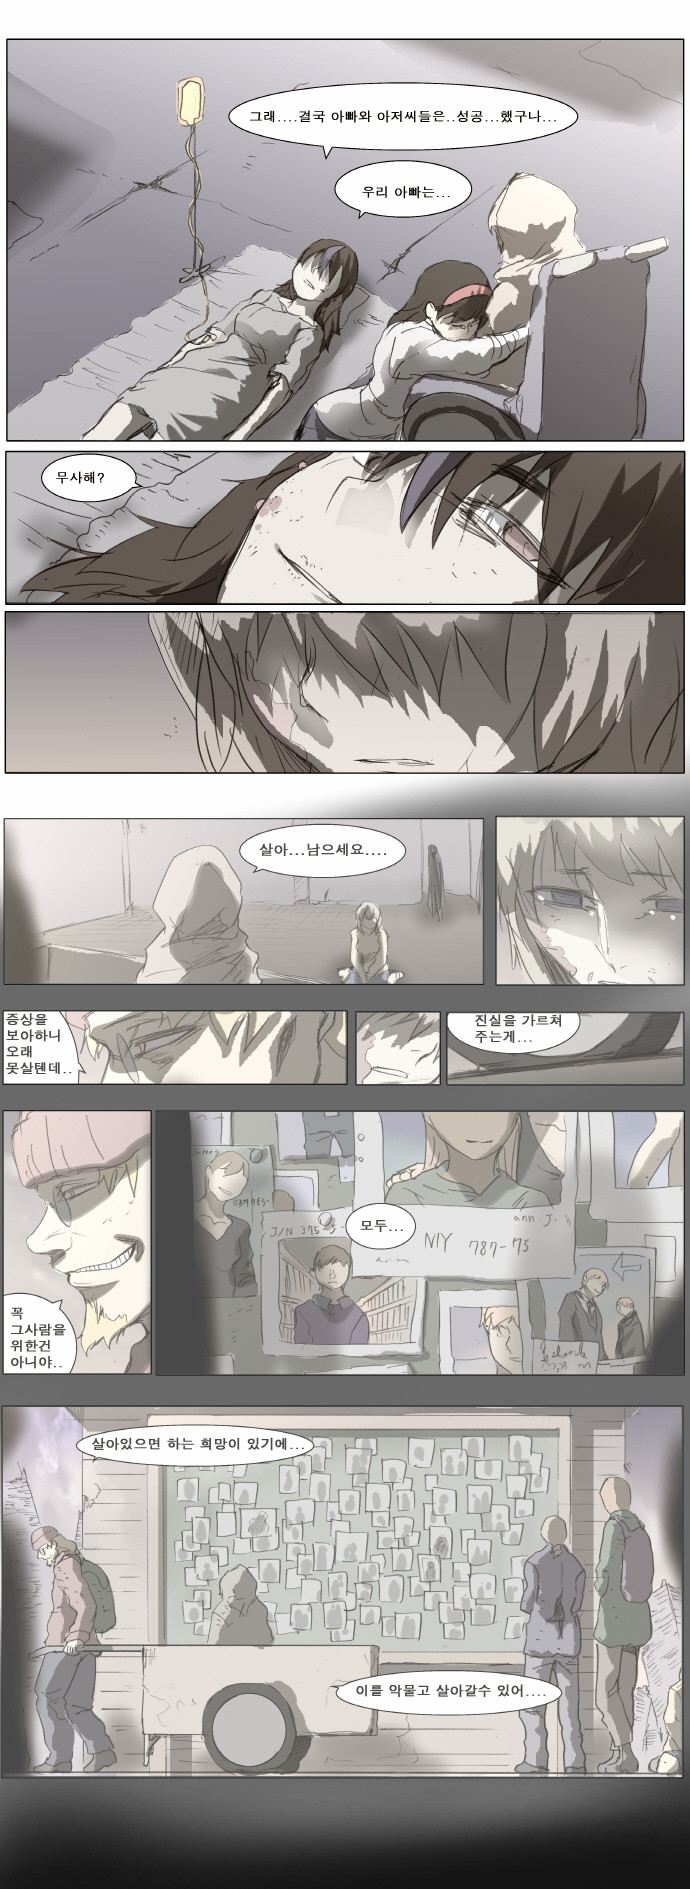 그래....결국 아빠와 아저씨들은..성공...했구나...
우리 아빠는...
무사해?
살아...남으세요....
증상을
보아하니
오래
못살텐데..
진실을 가르쳐
주는게...
모두...
J/N 375-5
ann J.
NIY 787-75
꼭
그사람을
위한건
아니야..
살아있으면 하는 희망이 있기에...
이를 악물고 살아갈수 있어....